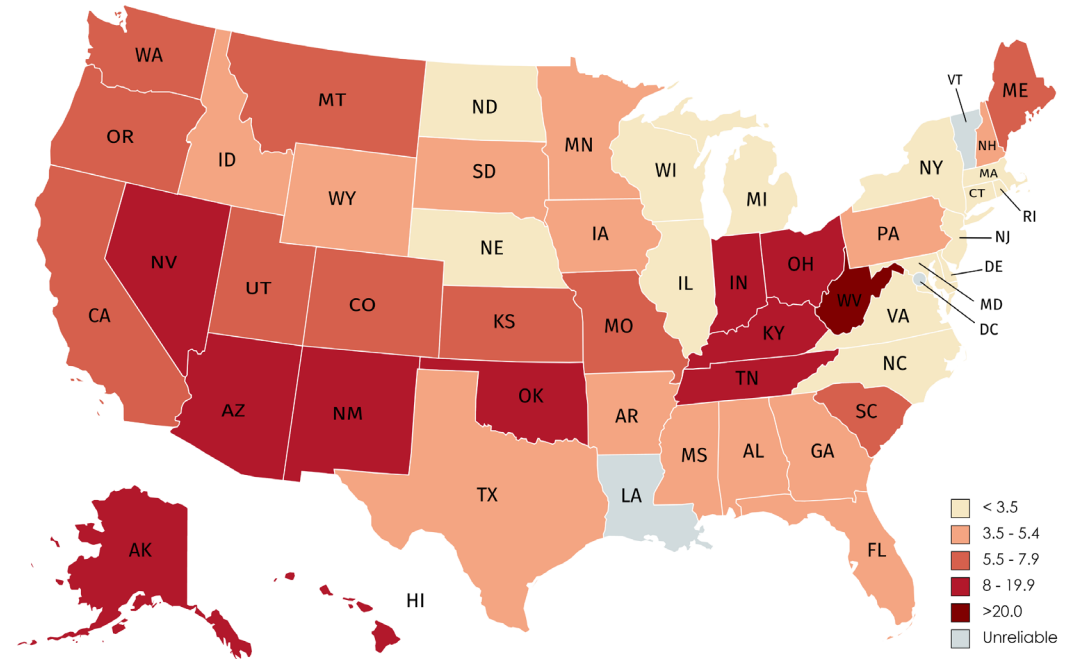 WA
MT
ND
MN
VT
ME
OR
ID
SD
WI
MI
NY
NH
MA
CT
RI
WY
NE
IA
PA
NJ
DE
MD
DC
NV
UT
CO
KS
MO
IL
IN
OH
WV
VA
KY
CA
AZ
NM
OK
AR
TN
NC
SC
MS
AL
GA
TX
LA
FL
AK
HI
< 3.5
3.5 - 5.4
5.5 - 7.9
8 - 19.9
>20.0
Unreliable